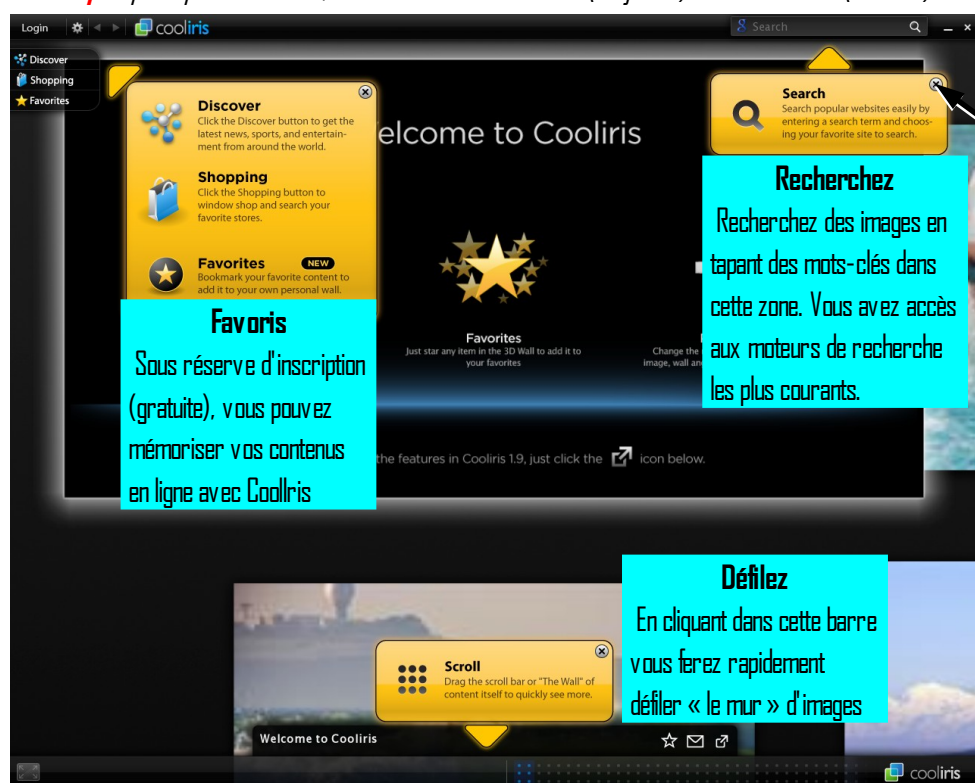 Login
cooliris
Search
Discover
Shopping
Favorites
Discover
Click the Discover button to get the
latest news, sports, and entertain-
ment from around the world.
Shopping
Click the Shopping button to
window shop and search your
favorite stores.
Favorites NEW
Bookmark your favorite content to
add it to your own personal wall.
elcome to Cooliris
Search
Search popular websites easily by
entering a search term and choos-
ing your favorite site to search.
Recherchez
Recherchez des images en
tapant des mots-clés dans
cette zone. Vous avez accès
aux moteurs de recherche
les plus courants.
Favoris
Sous réserve d'inscription
(gratuite), vous pouvez
mémoriser vos contenus
en ligne avec CoolIris
Favorites
Just star any item in the 3D Wall to add it to
your favorites
Change the
image, wall an
the features in Cooliris 1.9, just click the icon below.
Défilez
En cliquant dans cette barre
vous ferez rapidement
défiler « le mur » d'images
Scroll
Drag the scroll bar or "The Wall" of
content itself to quickly see more.
Welcome to Cooliris
cooliris